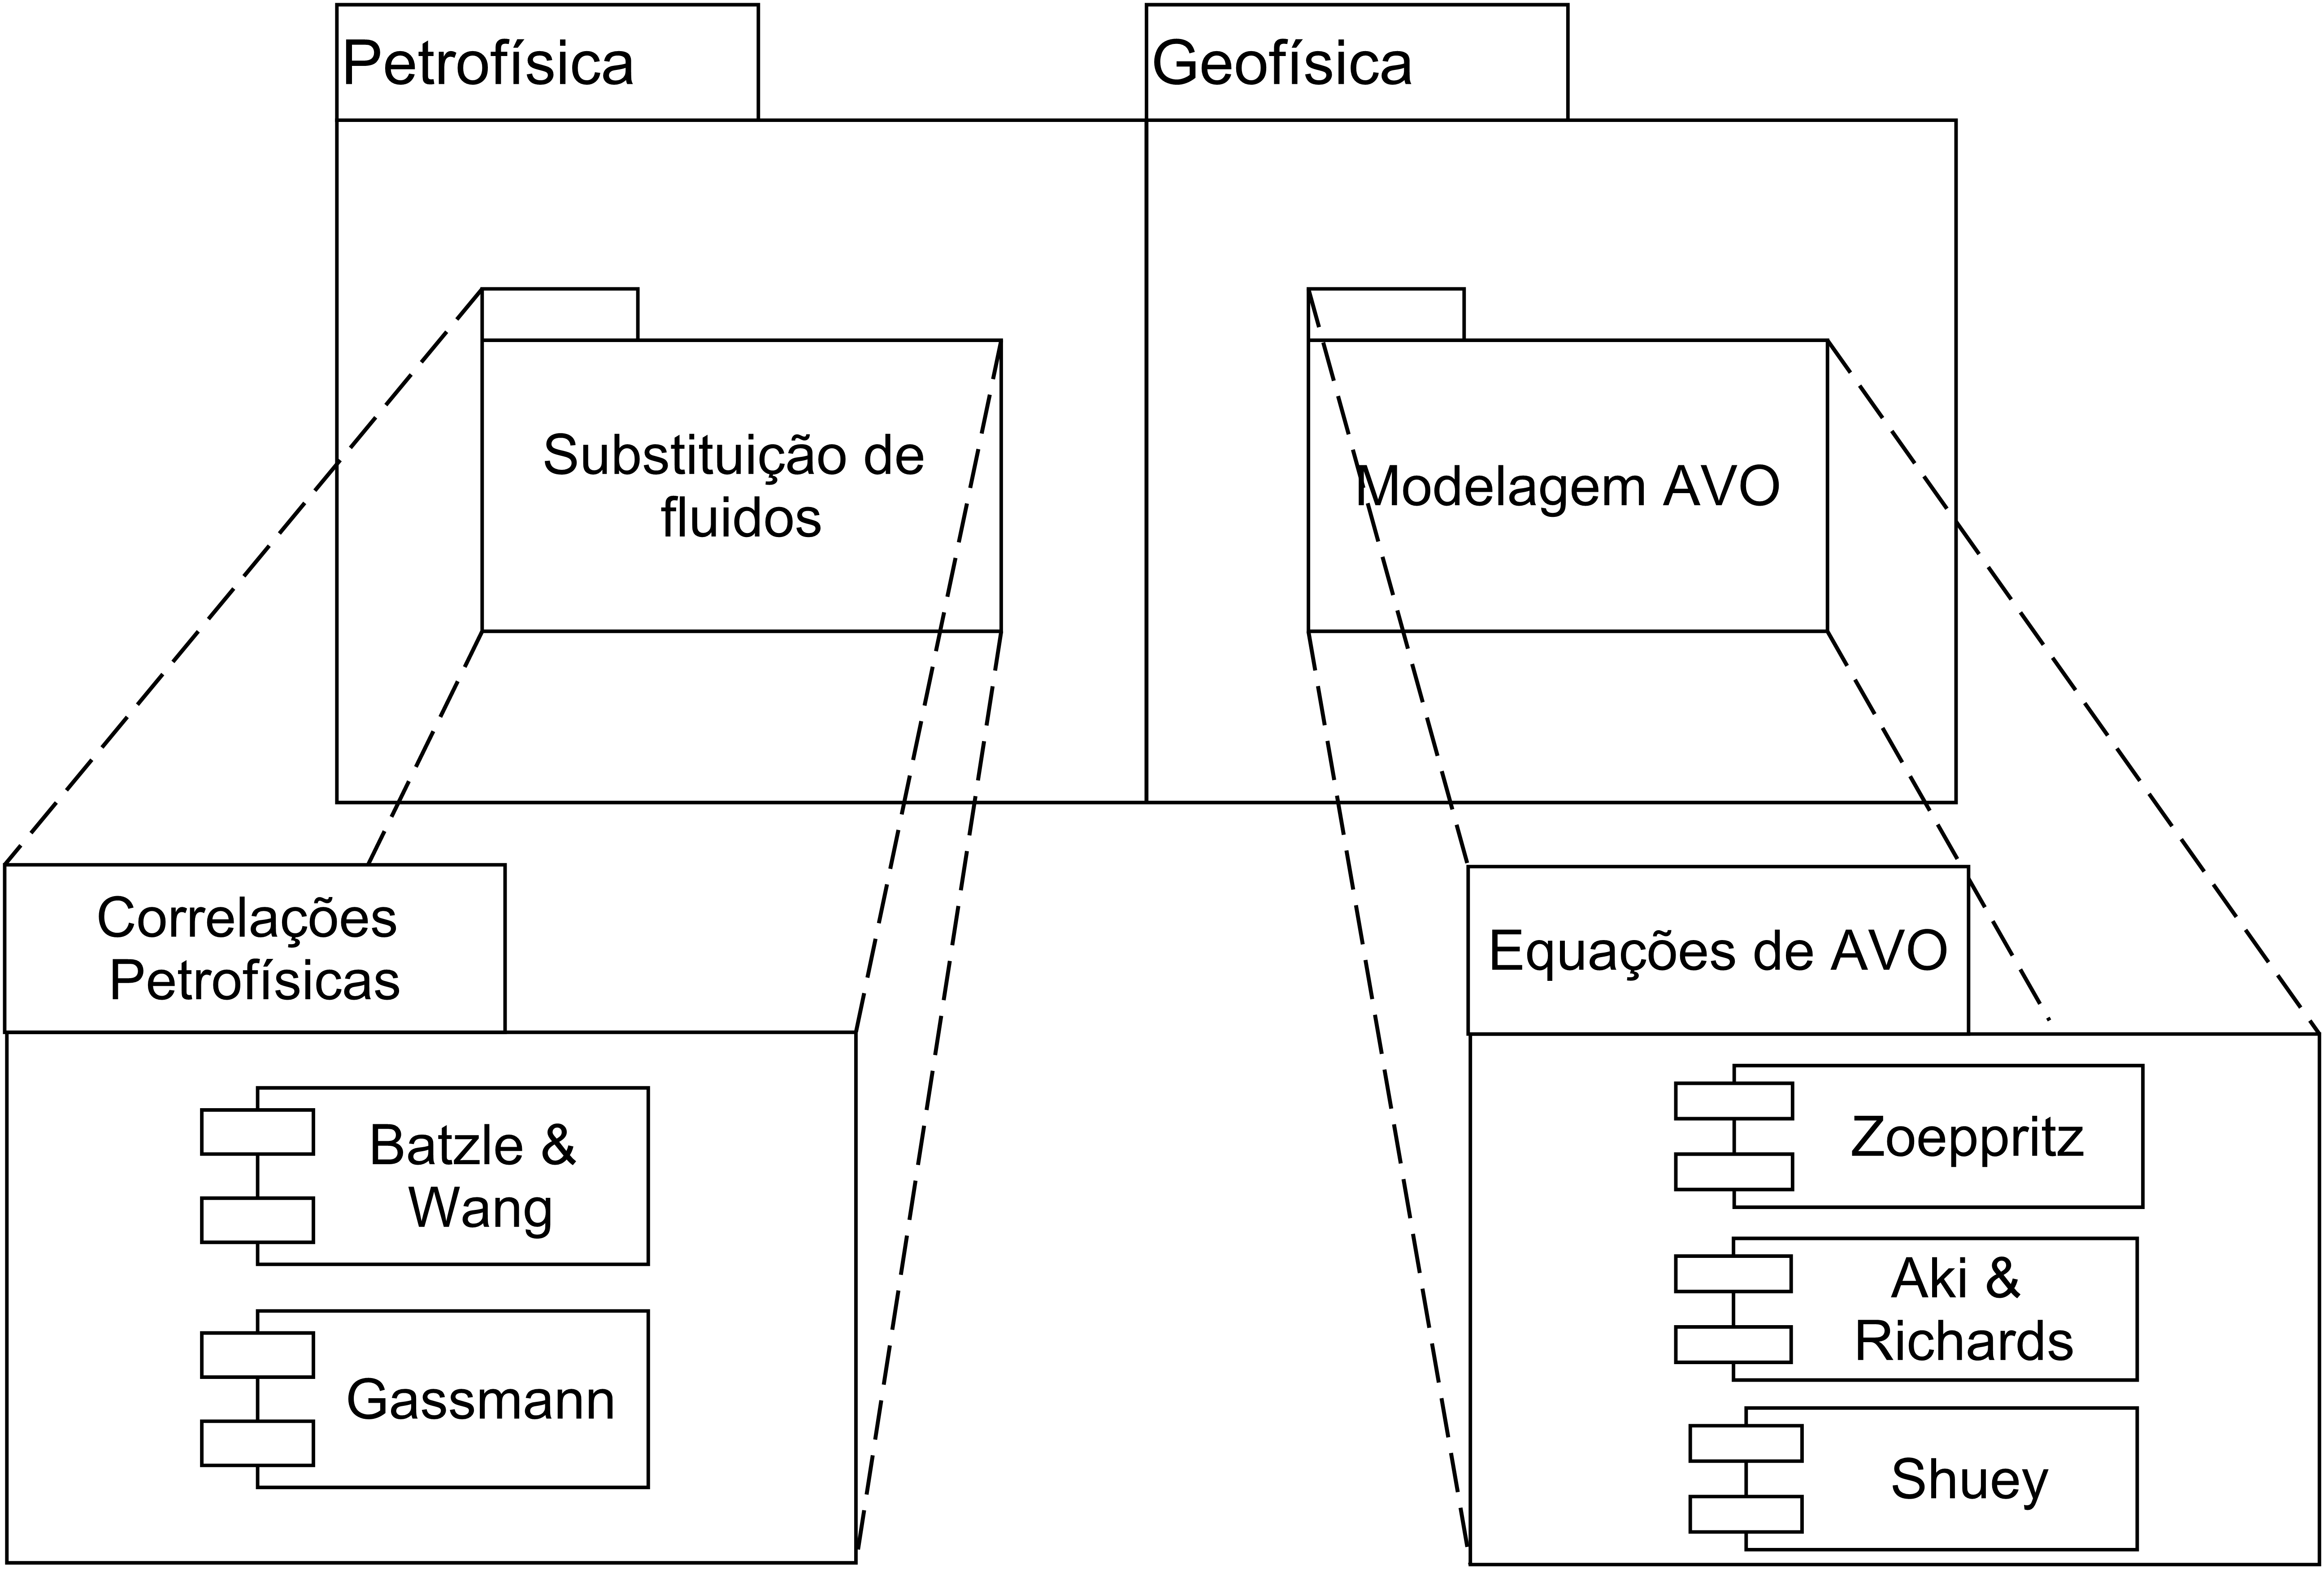 Petrofísica
Geofísica
Substituição de
fluidos
Modelagem AVO
Correlações
Petrofísicas
Batzle &
Wang
Gassmann
Equações de AVO
Zoeppritz
Aki &
Richards
Shuey